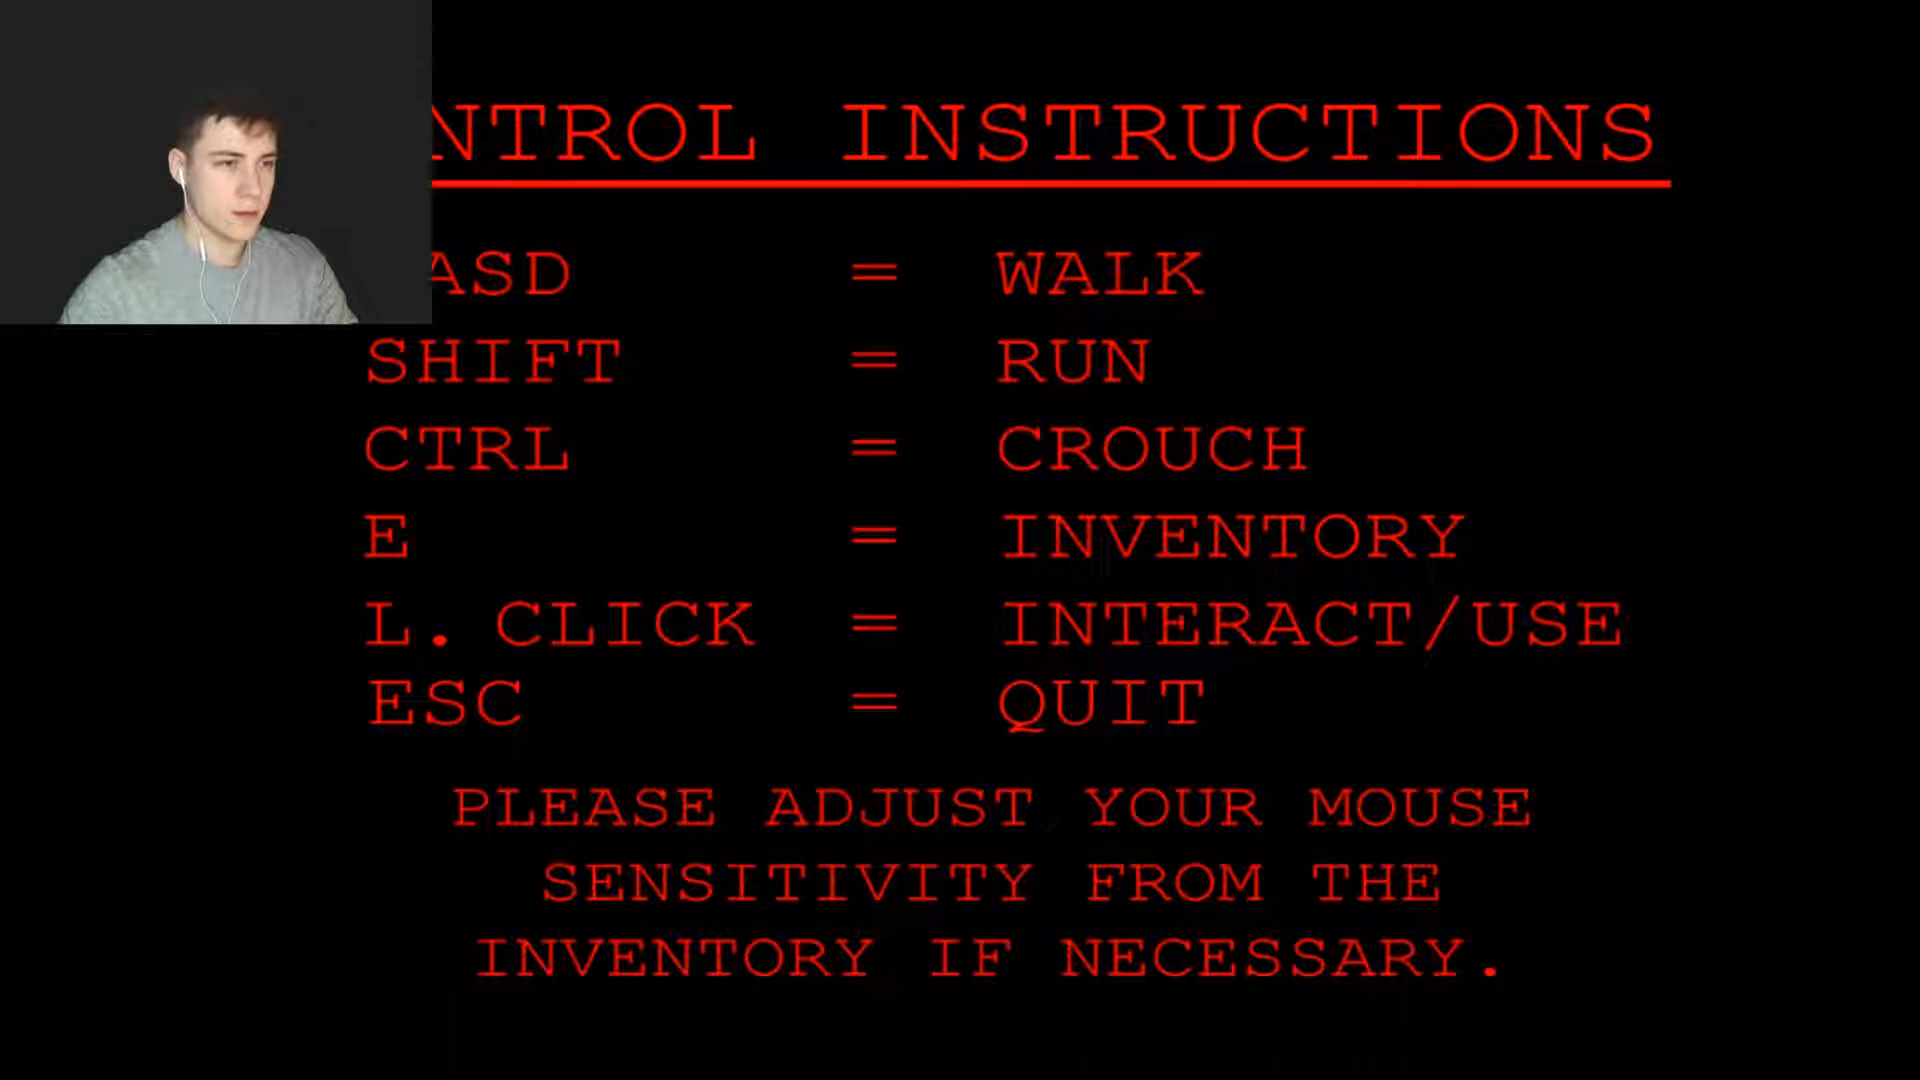 NTROL INSTRUCTIONS
ASD = WALK
SHIFT = RUN
CTRL = CROUCH
E = INVENTORY
L. CLICK = INTERACT/USE
ESC = QUIT
PLEASE ADJUST YOUR MOUSE
SENSITIVITY FROM THE
INVENTORY IF NECESSARY.